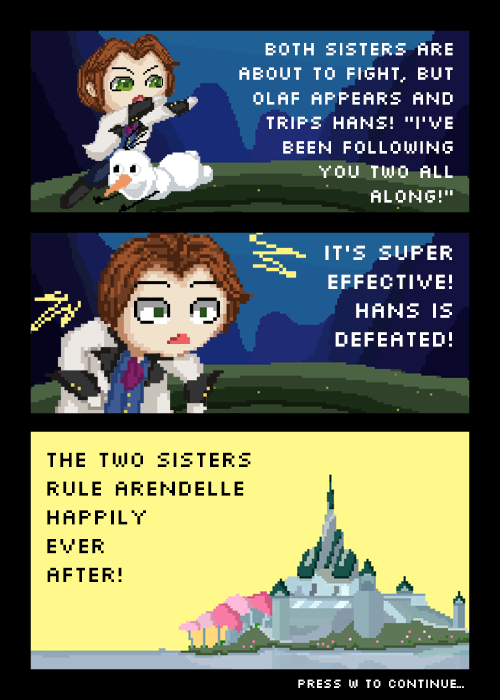 BOTH SISTERS ARE
ABOUT TO FIGHT, BUT
OLAF APPEARS AND
TRIPS HANS! "I'VE
BEEN FOLLOWING
YOU TWO ALL
ALONG!"
IT'S SUPER
EFFECTIVE!
HANS IS
DEFEATED!
THE TWO SISTERS
RULE ARENDELLE
HAPPILY
EVER
AFTER!
PRESS W TO CONTINUE...